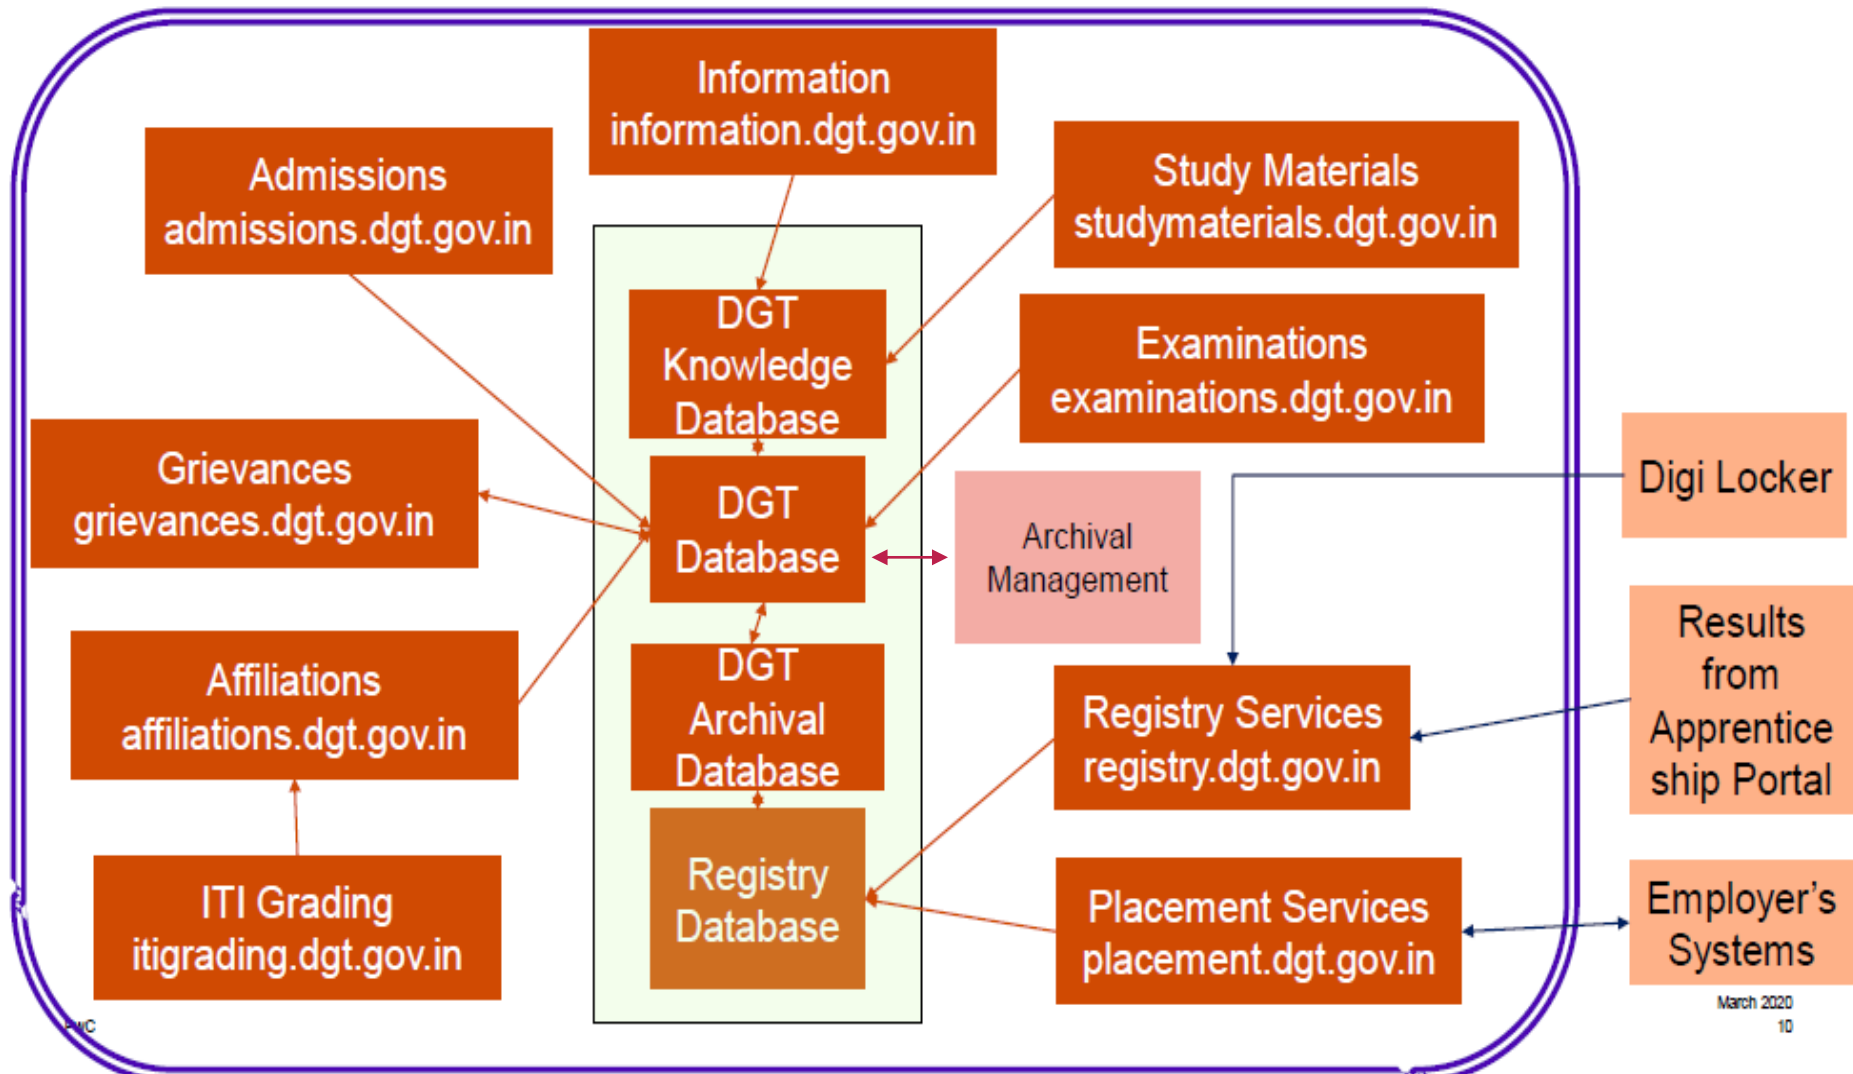 Information
information.dgt.gov.in
Admissions
admissions.dgt.gov.in
Study Materials
studymaterials.dgt.gov.in
DGT
Knowledge
Database
Examinations
examinations.dgt.gov.in
Grievances
grievances.dgt.gov.in
DGT
Database
Archival
Management
Digi Locker
Affiliations
affiliations.dgt.gov.in
DGT
Archival
Database
Registry Services
registry.dgt.gov.in
Results
from
Apprentice
ship Portal
ITI Grading
itigrading.dgt.gov.in
Registry
Database
Placement Services
placement.dgt.gov.in
Employer’s
Systems
March 2020
10
PwC